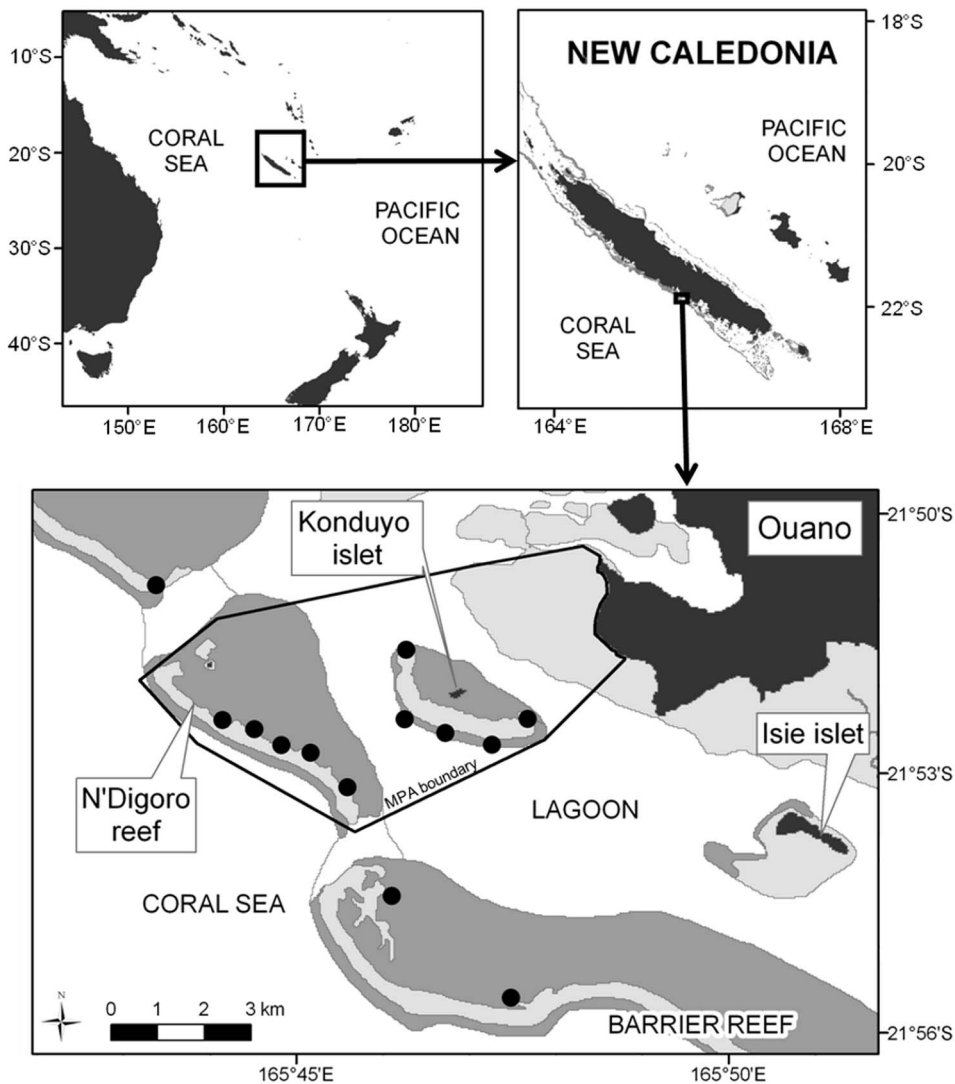 10°S
20°S
30°S
40°S
150°E
160°E
170°E
180°E
CORAL
SEA
PACIFIC
OCEAN
NEW CALEDONIA
PACIFIC
OCEAN
CORAL
SEA
18°S
20°S
22°S
164°E
168°E
Konduyo
islet
Ouano
Isie islet
N'Digoro
reef
MPA boundary
LAGOON
CORAL SEA
BARRIER REEF
N
0 1 2 3 km
21°50'S
21°53'S
21°56'S
165°45'E
165°50'E